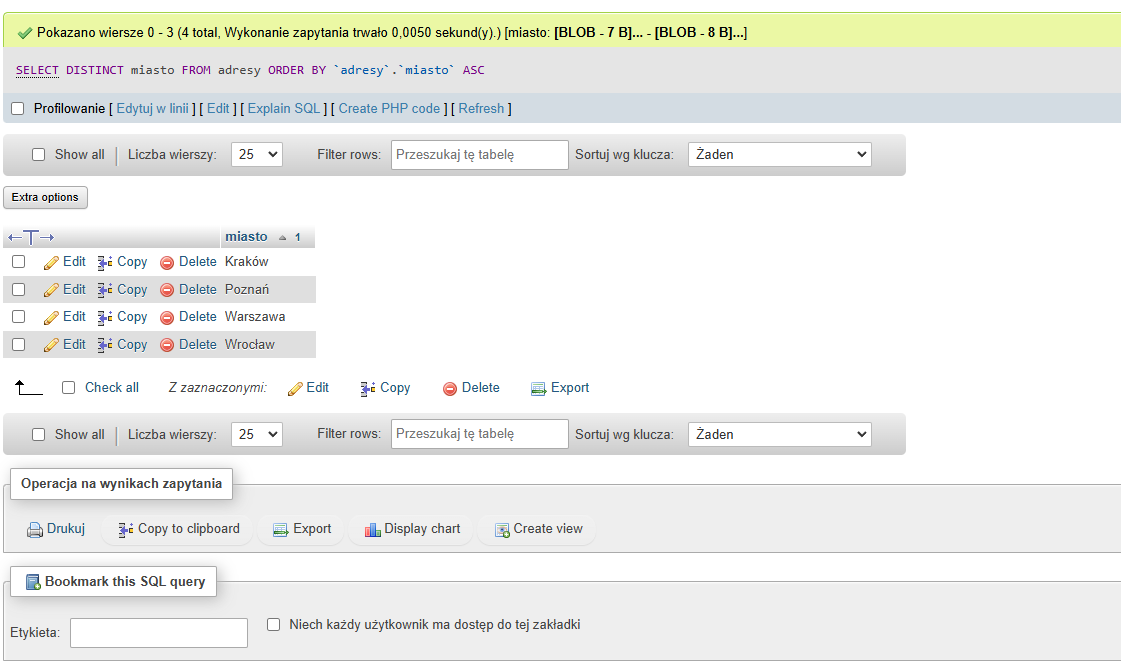 Pokazano wiersze 0 - 3 (4 total, Wykonanie zapytania trwało 0,0050 sekund(y).) [miasto: [BLOB - 7 B]... - [BLOB - 8 B]...]
SELECT DISTINCT miasto FROM adresy ORDER BY `adresy`.`miasto` ASC
Profilowanie [ Edytuj w linii ] [ Edit ] [ Explain SQL ] [ Create PHP code ] [ Refresh ]
Show all Liczba wierszy: 25 Filter rows: Przeszukaj tę tabelę Sortuj wg klucza: Żaden
Extra options
←T→ miasto 1
Edit Copy Delete Kraków
Edit Copy Delete Poznań
Edit Copy Delete Warszawa
Edit Copy Delete Wrocław
Check all Z zaznaczonymi: Edit Copy Delete Export
Show all Liczba wierszy: 25 Filter rows: Przeszukaj tę tabelę Sortuj wg klucza: Żaden
Operacja na wynikach zapytania
Drukuj Copy to clipboard Export Display chart Create view
Bookmark this SQL query
Etykieta: Niech każdy użytkownik ma dostęp do tej zakładki